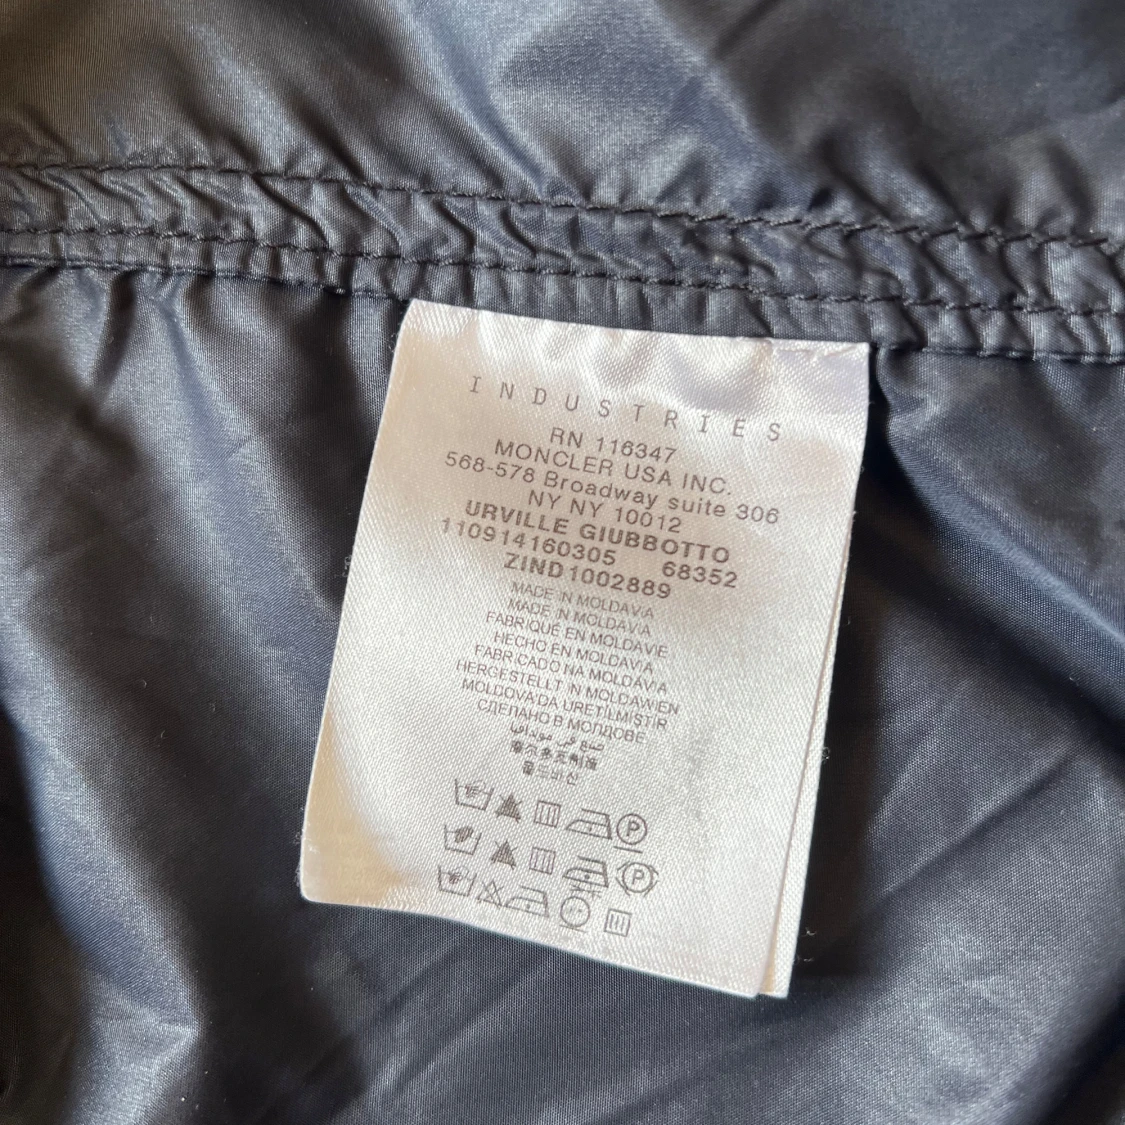 INDUSTRIES
RN 116347
MONCLER USA INC.
568-578 Broadway suite 306
NY NY 10012
URVILLE GIUBBOTTO
110914160305 68352
ZIND1002889
MADE IN MOLDAVIA
MADE IN MOLDAVIA
FABRIQUÉ EN MOLDAVIE
HECHO EN MOLDAVIA
FABRICADO NA MOLDÁVIA
HERGESTELLT IN MOLDAWIEN
MOLDOVA'DA ÜRETİLMİŞTİR
СДЕЛАНО В МОЛДОВЕ
صنع في
P
P